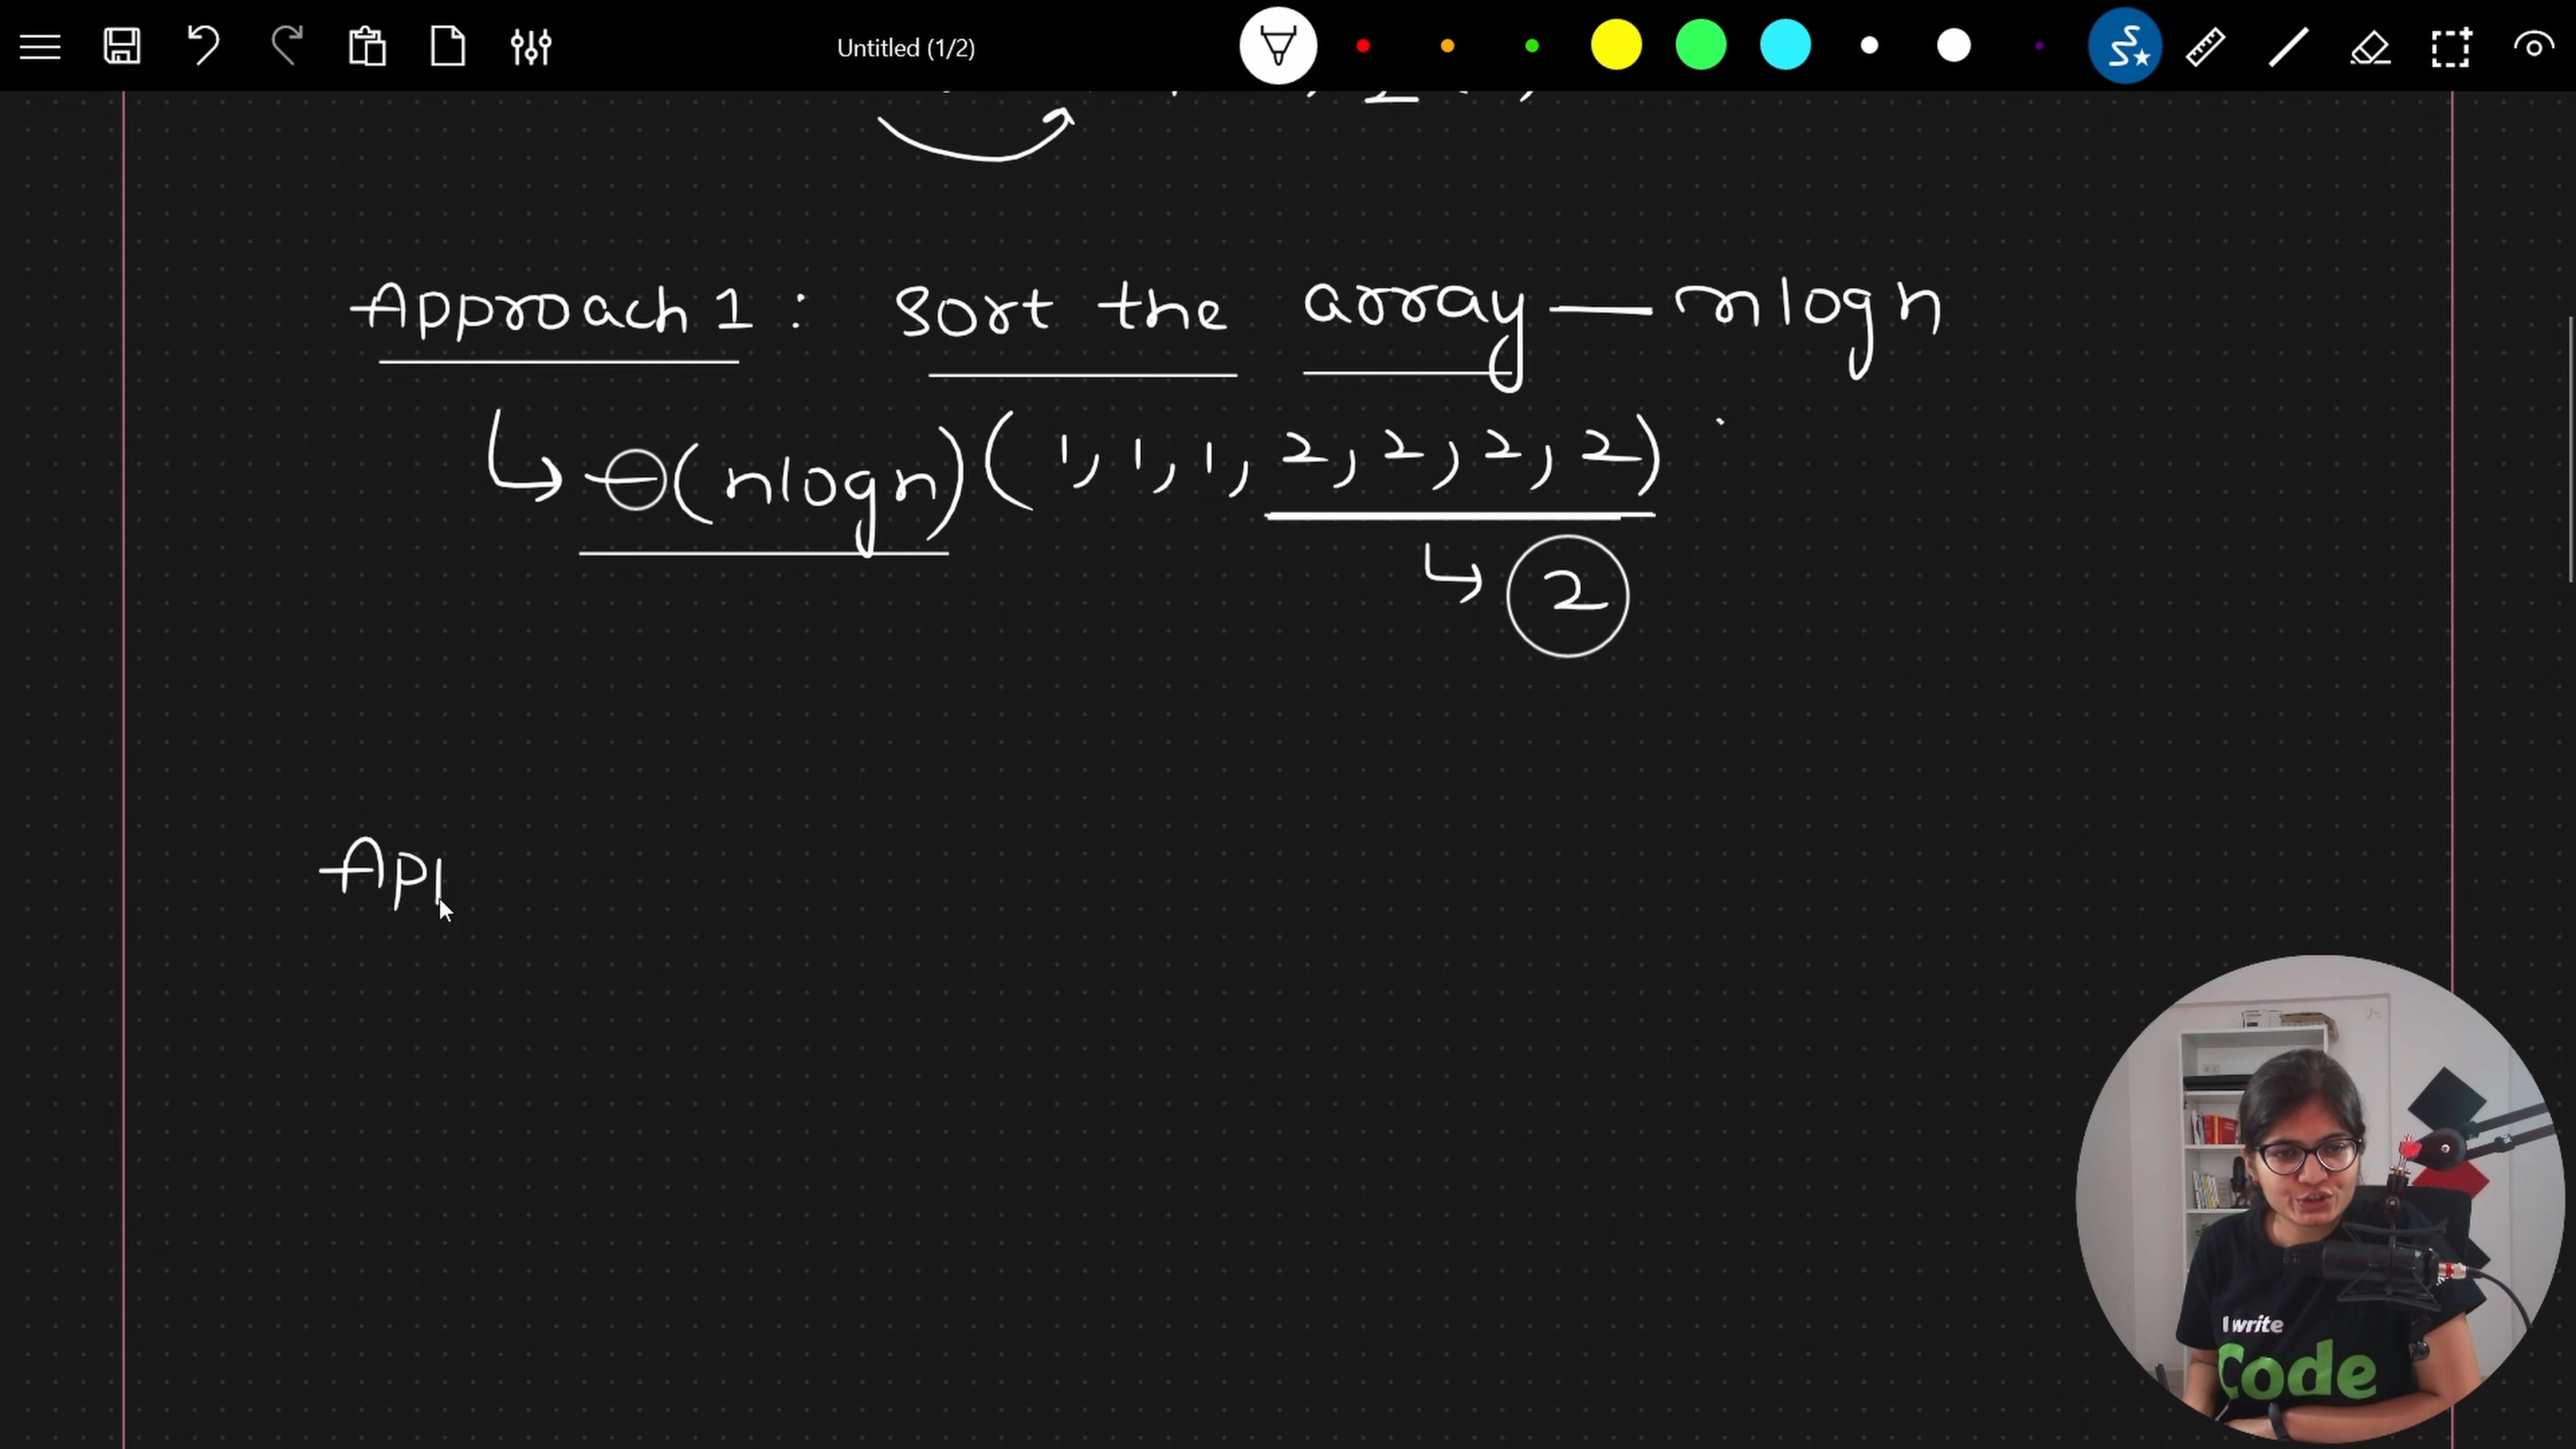 Untitled (1/2)
Approach 1 : Sort the array — nlogn
θ(nlogn) (1, 1, 1, 2, 2, 2, 2)
2
App
I write
Code